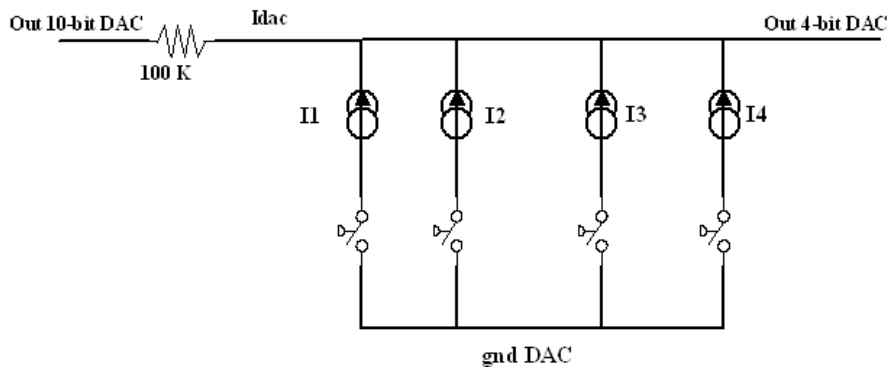 Out 10-bit DAC
Idac
Out 4-bit DAC
100 K
I1
I2
I3
I4
gnd DAC